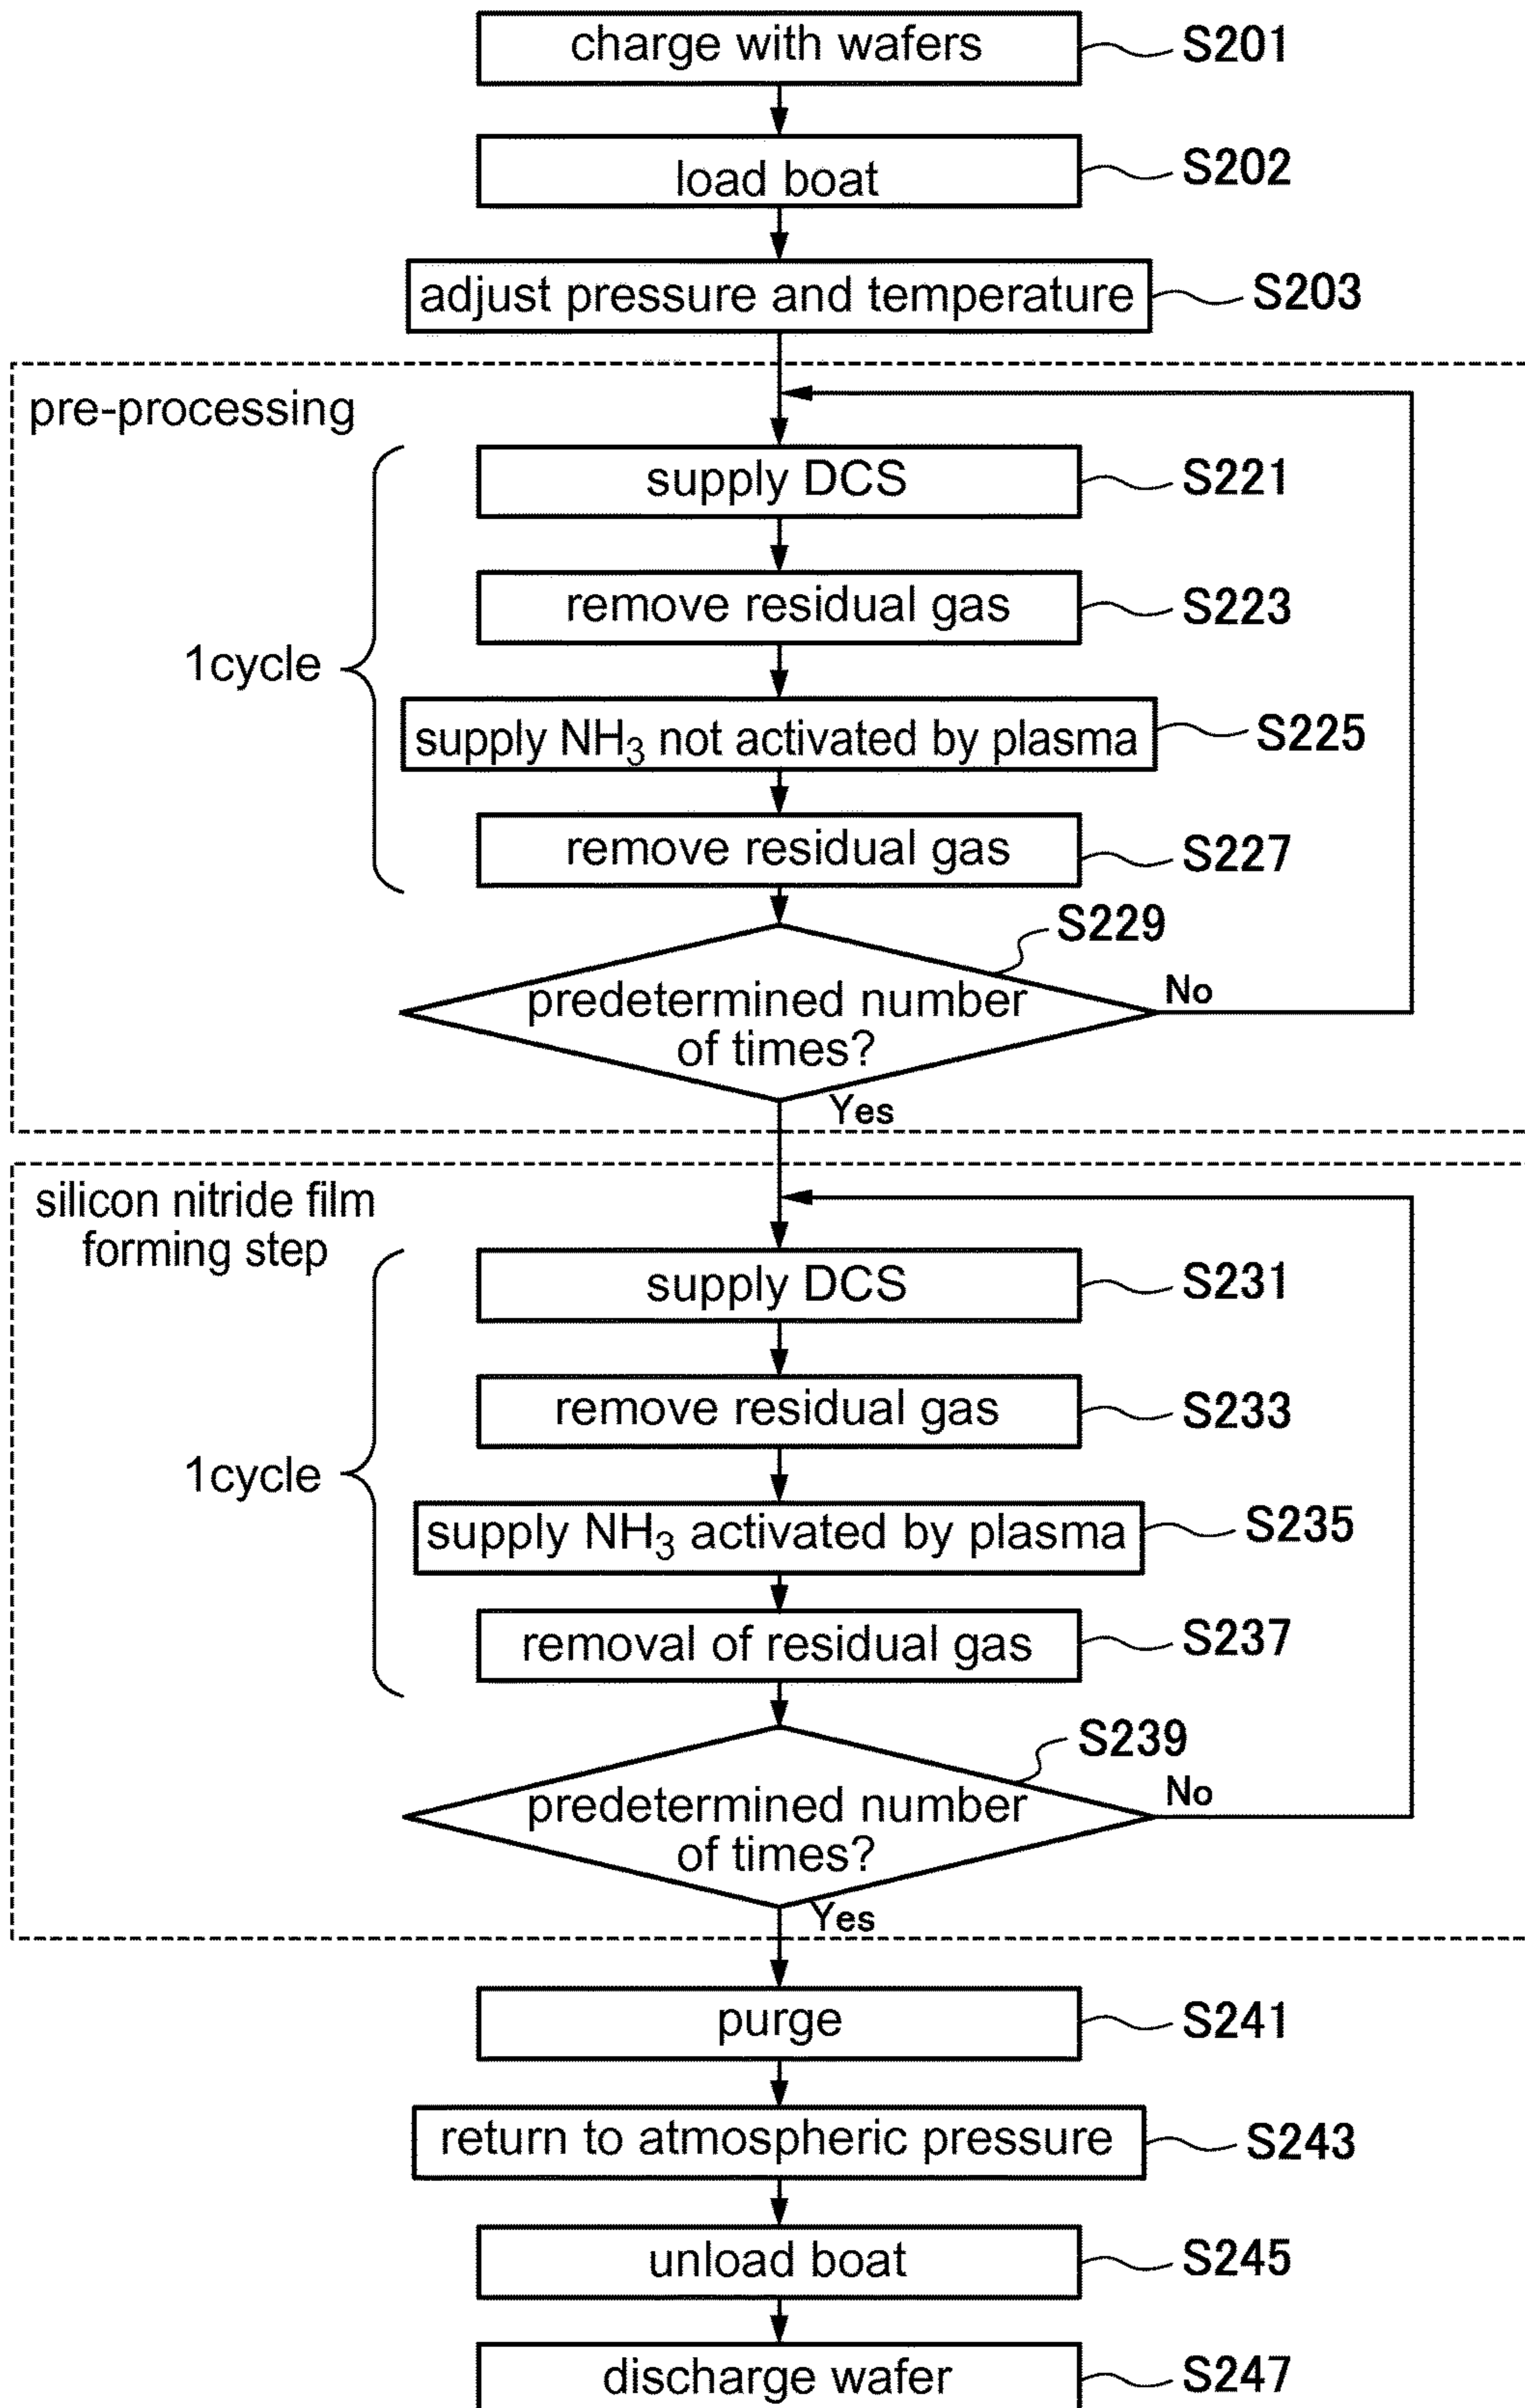 charge with wafers
S201
load boat
S202
adjust pressure and temperature
S203
pre-processing
supply DCS
S221
remove residual gas
S223
1cycle
supply NH₃ not activated by plasma
S225
remove residual gas
S227
S229
predetermined number
of times?
No
Yes
silicon nitride film
forming step
supply DCS
S231
remove residual gas
S233
1cycle
supply NH₃ activated by plasma
S235
removal of residual gas
S237
S239
predetermined number
of times?
No
Yes
purge
S241
return to atmospheric pressure
S243
unload boat
S245
discharge wafer
S247